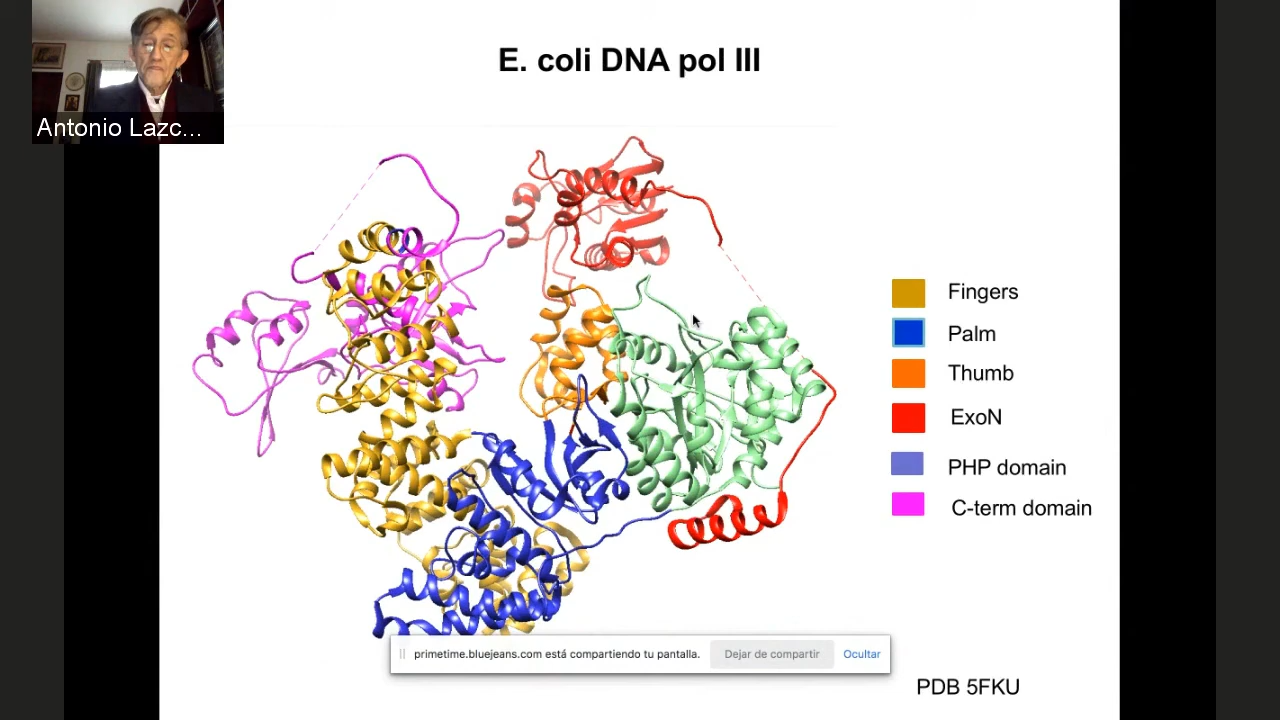 E. coli DNA pol III
Antonio Lazc...
Fingers
Palm
Thumb
ExoN
PHP domain
C-term domain
primetime.bluejeans.com está compartiendo tu pantalla. Dejar de compartir Ocultar
PDB 5FKU